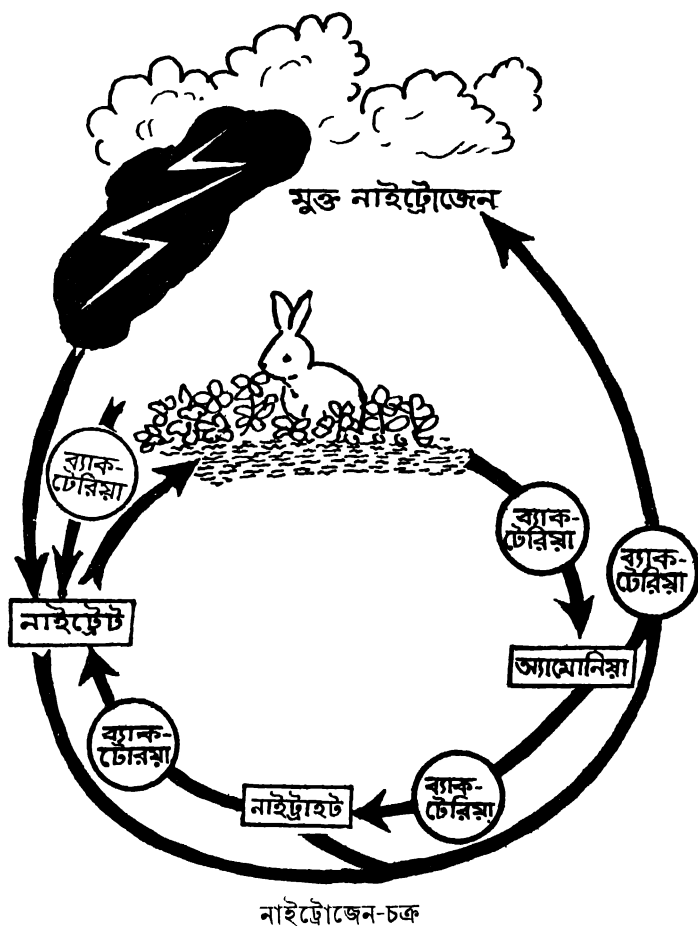 মুক্ত নাইট্রোজেন
ব্যাক-
টেরিয়া
ব্যাক-
টেরিয়া
ব্যাক-
টেরিয়া
নাইট্রেট
অ্যামোনিয়া
ব্যাক-
টেরিয়া
নাইট্রাইট
ব্যাক-
টেরিয়া
নাইট্রোজেন-চক্র